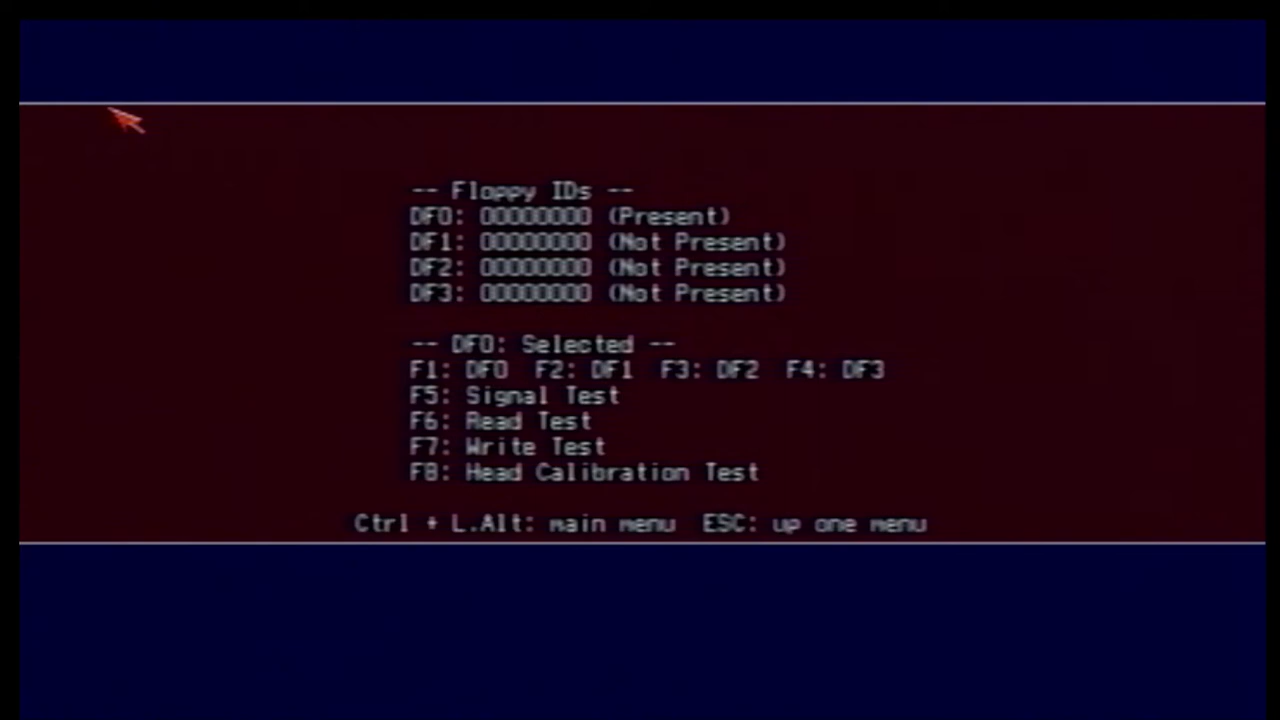 -- Floppy IDs --
DF0: 00000000 (Present)
DF1: 00000000 (Not Present)
DF2: 00000000 (Not Present)
DF3: 00000000 (Not Present)
-- DF0: Selected --
F1: DF0  F2: DF1  F3: DF2  F4: DF3
F5: Signal Test
F6: Read Test
F7: Write Test
F8: Head Calibration Test
Ctrl + L.Alt: main menu  ESC: up one menu